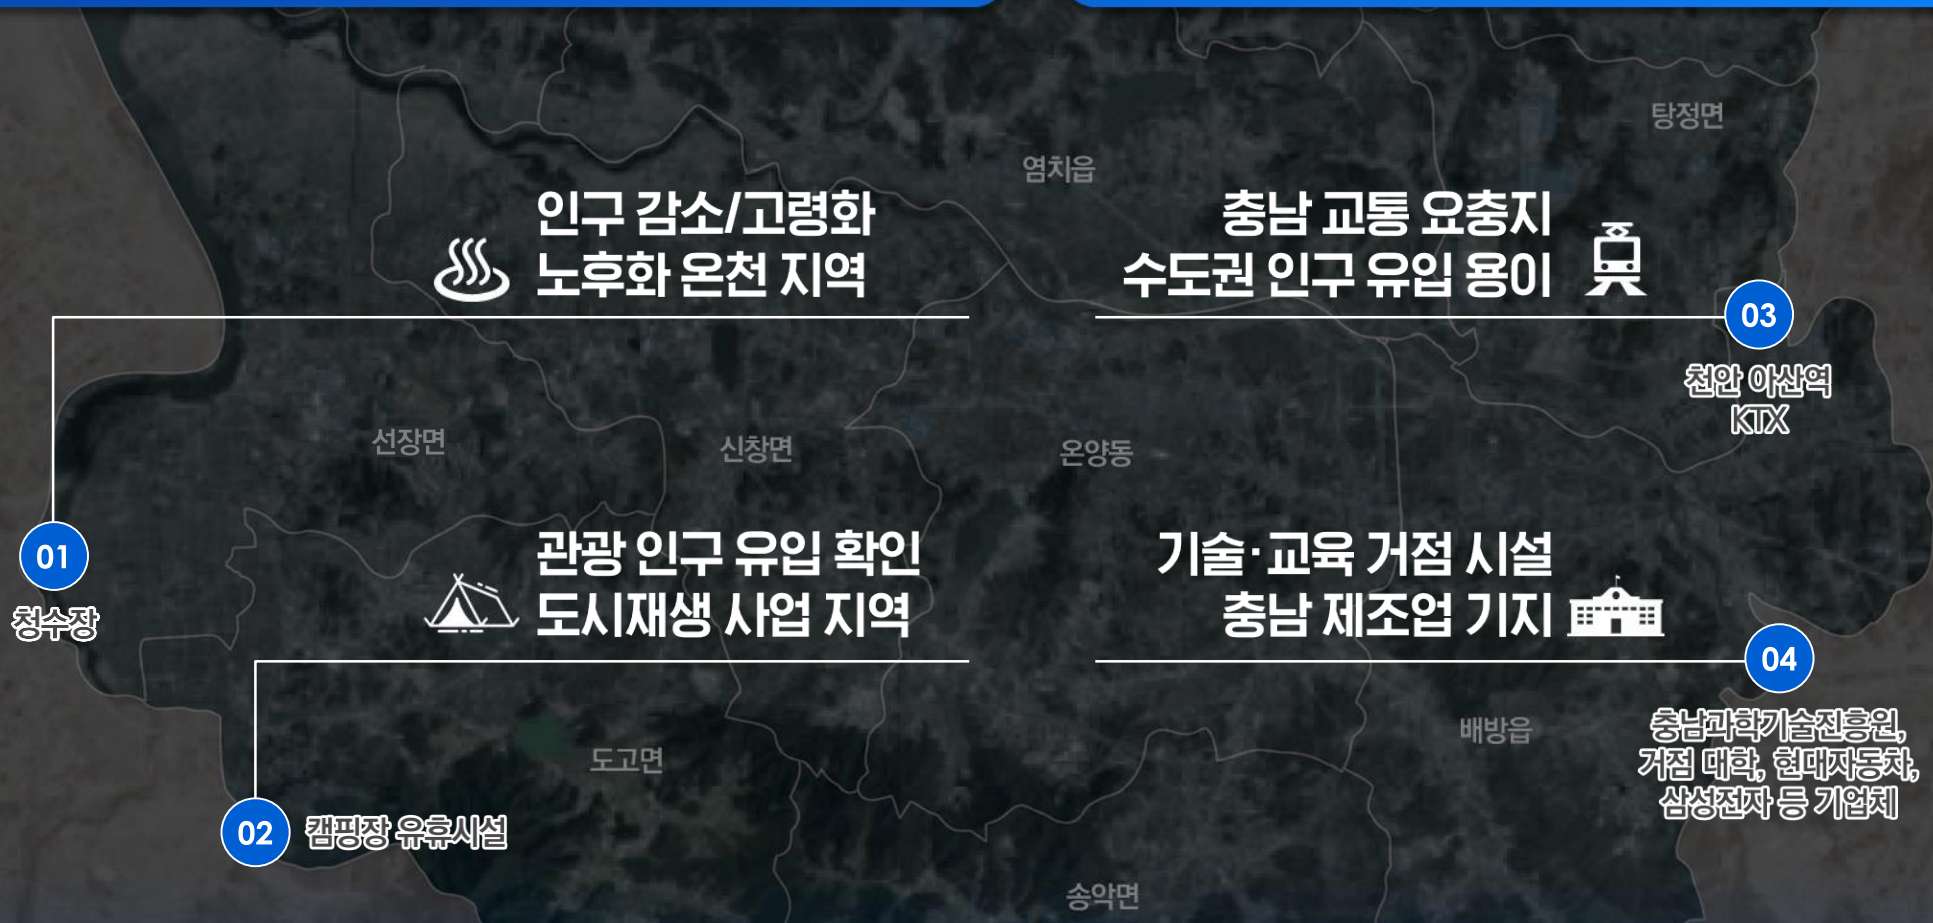 탕정면
염치읍
인구 감소/고령화
노후화 온천 지역
충남 교통 요충지
수도권 인구 유입 용이
03
천안 아산역
KTX
선장면
신창면
온양동
01
청수장
관광 인구 유입 확인
도시재생 사업 지역
기술·교육 거점 시설
충남 제조업 기지
04
충남과학기술진흥원,
거점 대학, 현대자동차,
삼성전자 등 기업체
배방읍
도고면
02
캠핑장 유휴시설
송악면